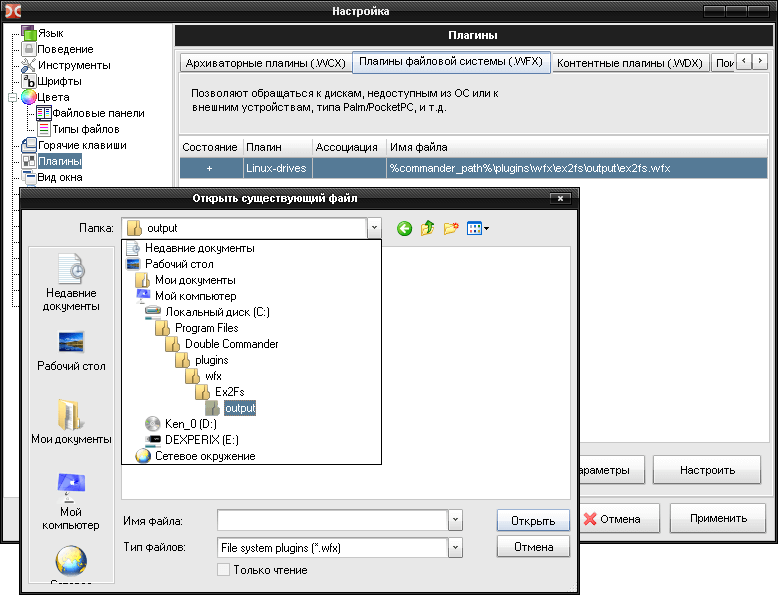 Настройка
Язык
Поведение
Инструменты
Шрифты
Цвета
Файловые панели
Типы файлов
Горячие клавиши
Плагины
Вид окна
Плагины
Архиваторные плагины (.WCX)
Плагины файловой системы (.WFX)
Контентные плагины (.WDX)
Пои
Позволяют обращаться к дискам, недоступным из ОС или к
внешним устройствам, типа Palm/PocketPC, и т.д.
Состояние Плагин Ассоциация Имя файла
+ Linux-drives %commander_path%\plugins\wfx\ex2fs\output\ex2fs.wfx
Открыть существующий файл
Папка: output
Недавние документы
Рабочий стол
Мои документы
Мой компьютер
Локальный диск (C:)
Program Files
Double Commander
plugins
wfx
Ex2Fs
output
Ken_0 (D:)
DEXPERIX (E:)
Сетевое окружение
Недавние
документы
Рабочий стол
Мои документы
Мой
компьютер
Имя файла:
Тип файлов: File system plugins (*.wfx)
Только чтение
Открыть
Отмена
араметры
Настроить
Отмена
Применить